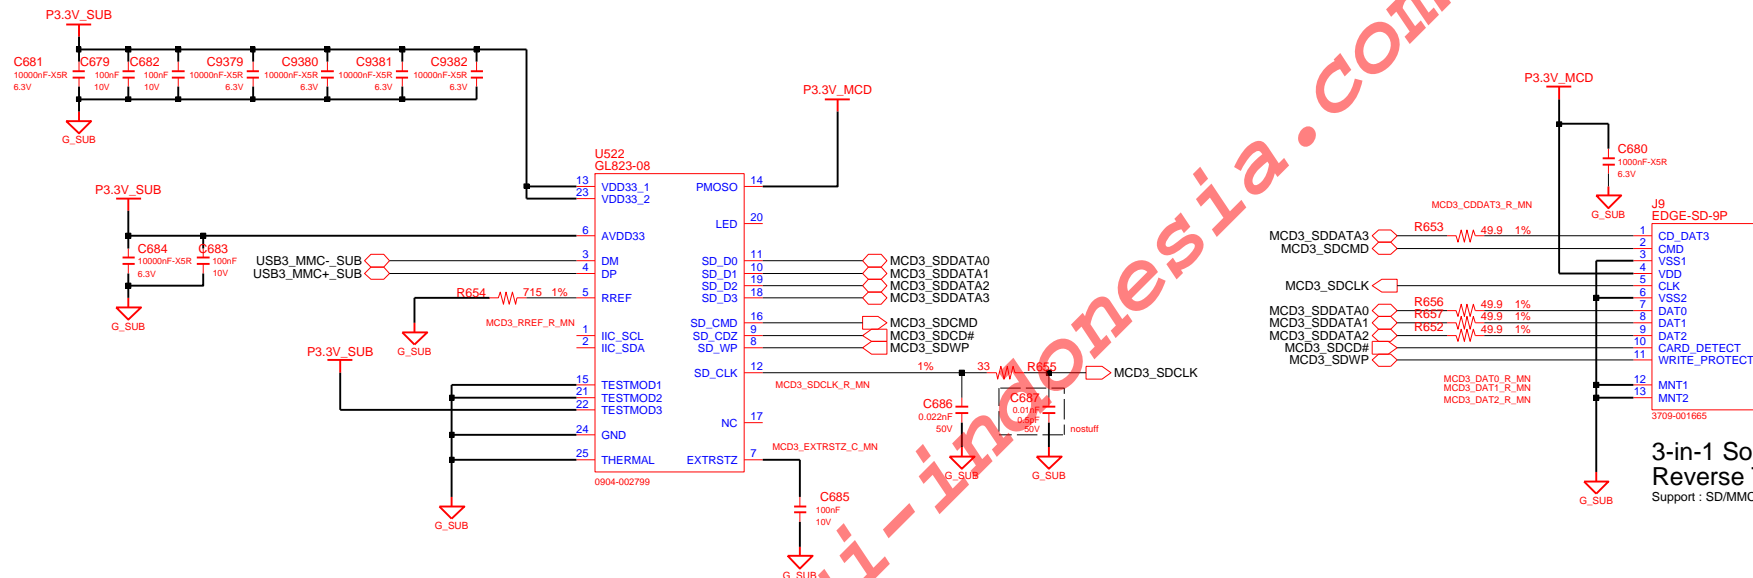 P3.3V_SUB
C681
10000nF-X5R
6.3V
C679
100nF
10V
C682
100nF
10V
C9379
10000nF-X5R
6.3V
C9380
10000nF-X5R
6.3V
C9381
10000nF-X5R
6.3V
C9382
10000nF-X5R
6.3V
G_SUB
P3.3V_SUB
C684
10000nF-X5R
6.3V
C683
100nF
10V
G_SUB
USB3_MMC-_SUB
USB3_MMC+_SUB
R654 715 1%
MCD3_RREF_R_MN
G_SUB
P3.3V_SUB
G_SUB
U522
GL823-08
13 VDD33_1
23 VDD33_2
6 AVDD33
3 DM
4 DP
5 RREF
1 IIC_SCL
2 IIC_SDA
15 TESTMOD1
21 TESTMOD2
22 TESTMOD3
24 GND
25 THERMAL
PMOSO 14
LED 20
SD_D0 11
SD_D1 10
SD_D2 19
SD_D3 18
SD_CMD 16
SD_CDZ 9
SD_WP 8
SD_CLK 12
NC 17
EXTRSTZ 7
0904-002799
P3.3V_MCD
MCD3_SDDATA0
MCD3_SDDATA1
MCD3_SDDATA2
MCD3_SDDATA3
MCD3_SDCMD
MCD3_SDCD#
MCD3_SDWP
1% 33 R655
MCD3_SDCLK
MCD3_SDCLK_R_MN
C686
0.022nF
50V
G_SUB
C687
0.01nF
0.5pF
50V
nostuff
G_SUB
MCD3_EXTRSTZ_C_MN
C685
100nF
10V
G_SUB
P3.3V_MCD
C680
1000nF-X5R
6.3V
G_SUB
MCD3_CDDAT3_R_MN
MCD3_SDDATA3 R653 49.9 1%
MCD3_SDCMD
MCD3_SDCLK
MCD3_SDDATA0 R656 49.9 1%
MCD3_SDDATA1 R657 49.9 1%
MCD3_SDDATA2 R652 49.9 1%
MCD3_SDCD#
MCD3_SDWP
MCD3_DAT0_R_MN
MCD3_DAT1_R_MN
MCD3_DAT2_R_MN
G_SUB
J9
EDGE-SD-9P
1 CD_DAT3
2 CMD
3 VSS1
4 VDD
5 CLK
6 VSS2
7 DAT0
8 DAT1
9 DAT2
10 CARD_DETECT
11 WRITE_PROTECT
12 MNT1
13 MNT2
3709-001665
3-in-1 So
Reverse
Support : SD/MMC
i-indonesia.com